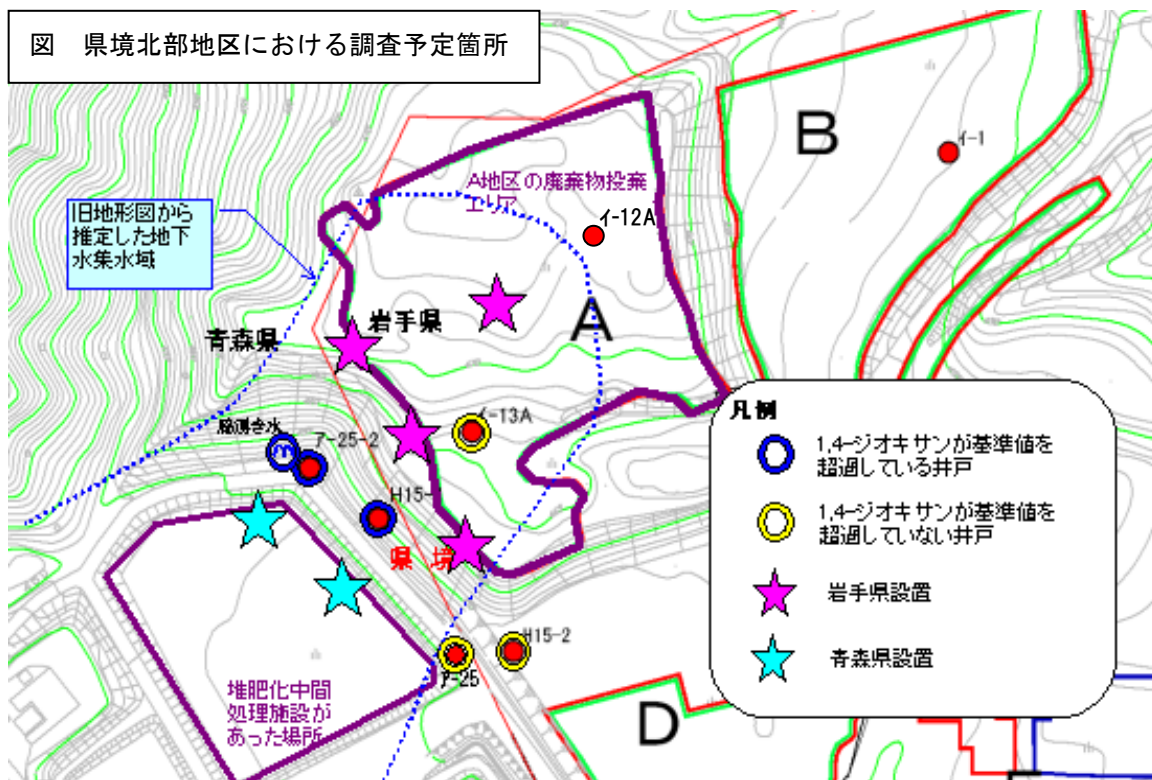 図　県境北部地区における調査予定箇所
B
ｲ-1
A地区の廃棄物投棄
エリア
ｲ-12A
旧地形図から
推定した地下
水集水域
岩手県
A
青森県
ｲ-13A
脇湧き水
ｱ-25-2
H15-
県 境
H15-2
ｱ-25
堆肥化中間
処理施設が
あった場所
D
凡例
1,4-ジオキサンが基準値を
超過している井戸
1,4-ジオキサンが基準値を
超過していない井戸
岩手県設置
青森県設置